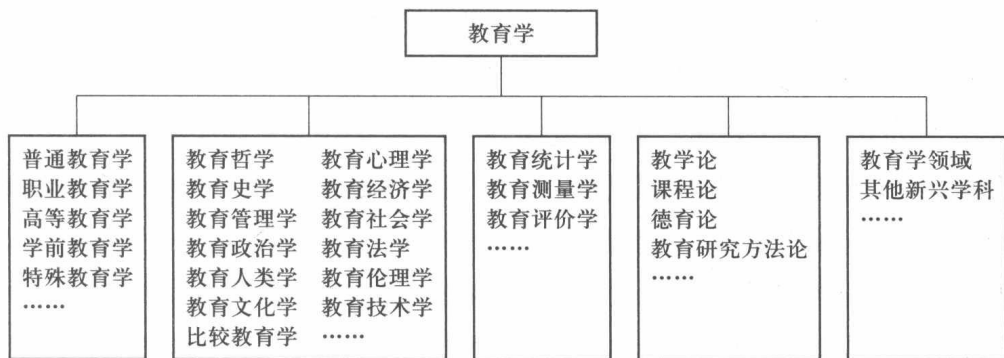 教育学
普通教育学
职业教育学
高等教育学
学前教育学
特殊教育学
……
教育哲学 教育心理学
教育史学 教育经济学
教育管理学 教育社会学
教育政治学 教育法学
教育人类学 教育伦理学
教育文化学 教育技术学
比较教育学 ……
教育统计学
教育测量学
教育评价学
……
教学论
课程论
德育论
教育研究方法论
……
教育学领域
其他新兴学科
……